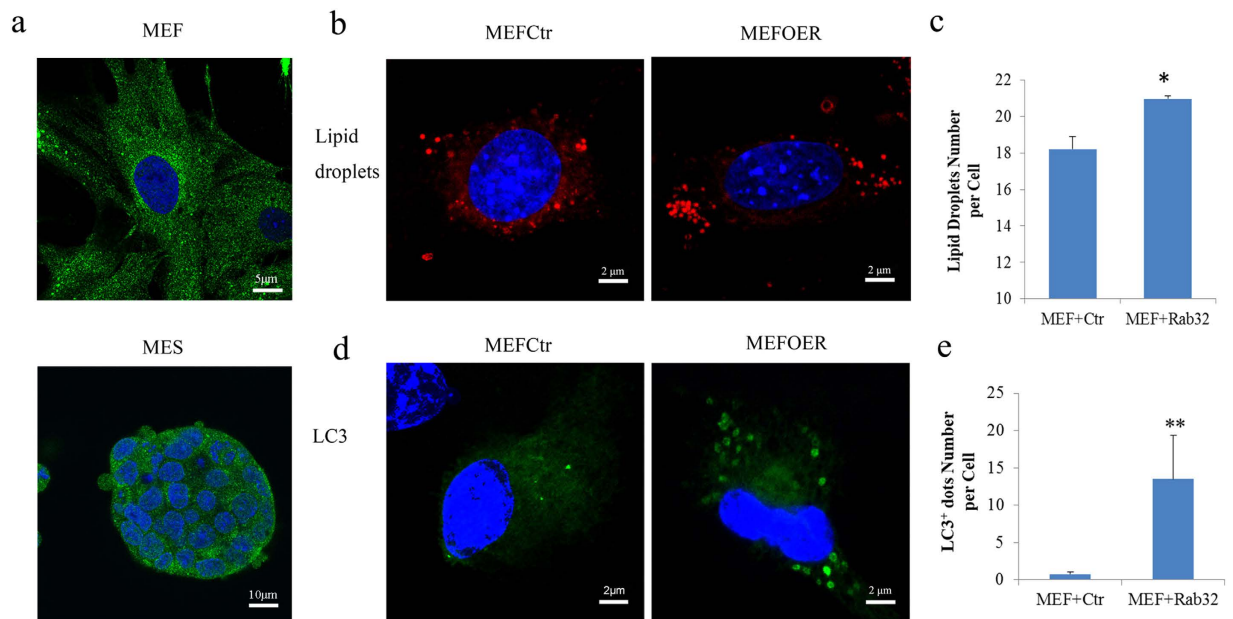 a
MEF
5μm
MES
10μm
b
MEFCtr
MEFOER
Lipid
droplets
2 μm
2 μm
c
Lipid Droplets Number
per Cell
22
20
18
16
14
12
10
*
MEF+Ctr
MEF+Rab32
d
MEFCtr
MEFOER
LC3
2μm
2 μm
e
LC3⁺ dots Number
per Cell
25
20
15
10
5
0
**
MEF+Ctr
MEF+Rab32